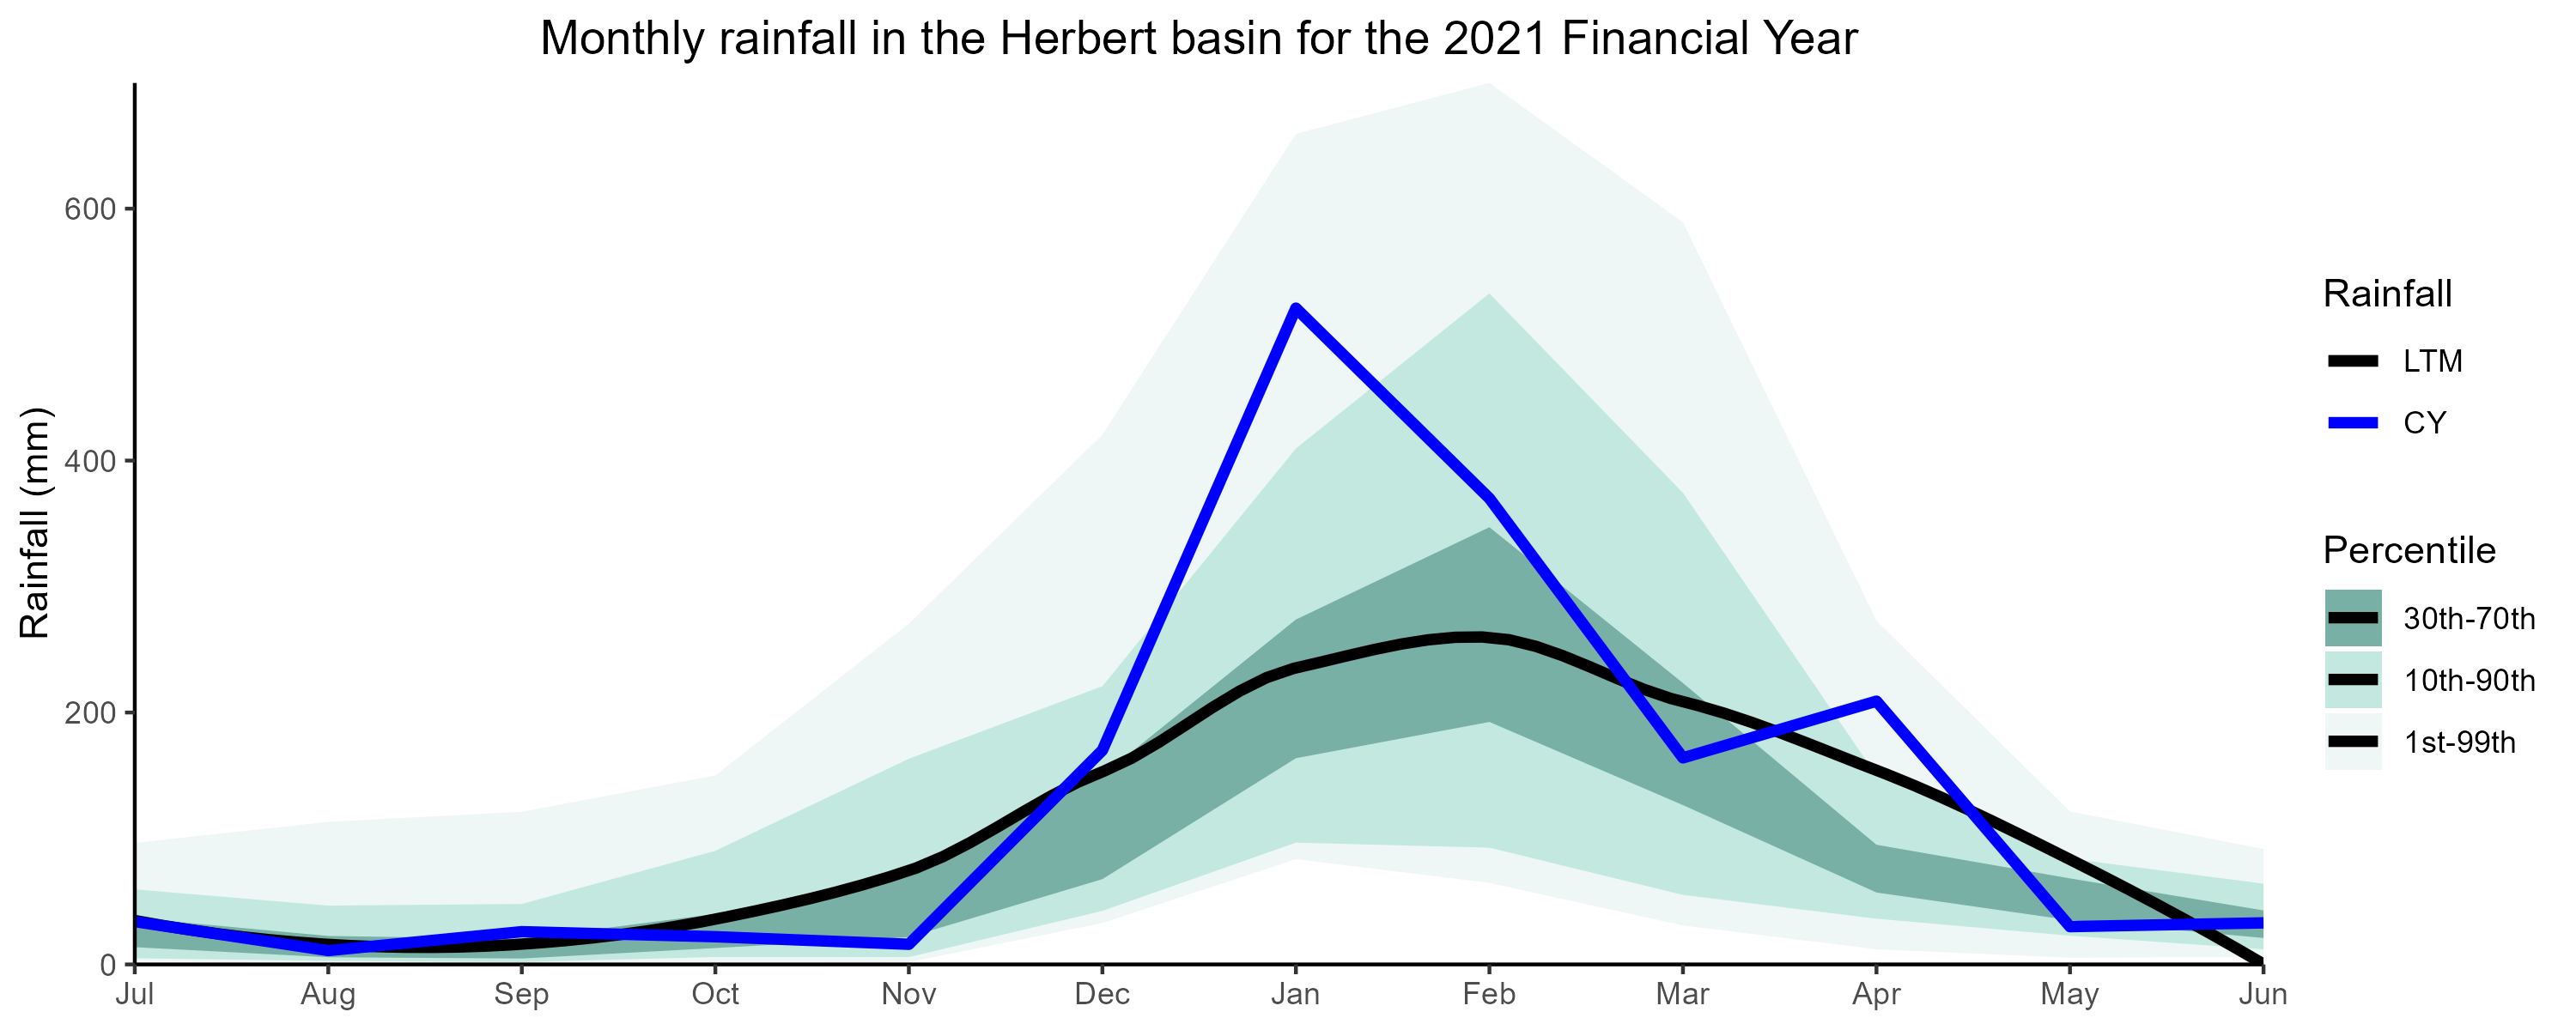 Monthly rainfall in the Herbert basin for the 2021 Financial Year
Rainfall (mm)
600
400
200
0
Jul Aug Sep Oct Nov Dec Jan Feb Mar Apr May Jun
Rainfall
LTM
CY
Percentile
30th-70th
10th-90th
1st-99th